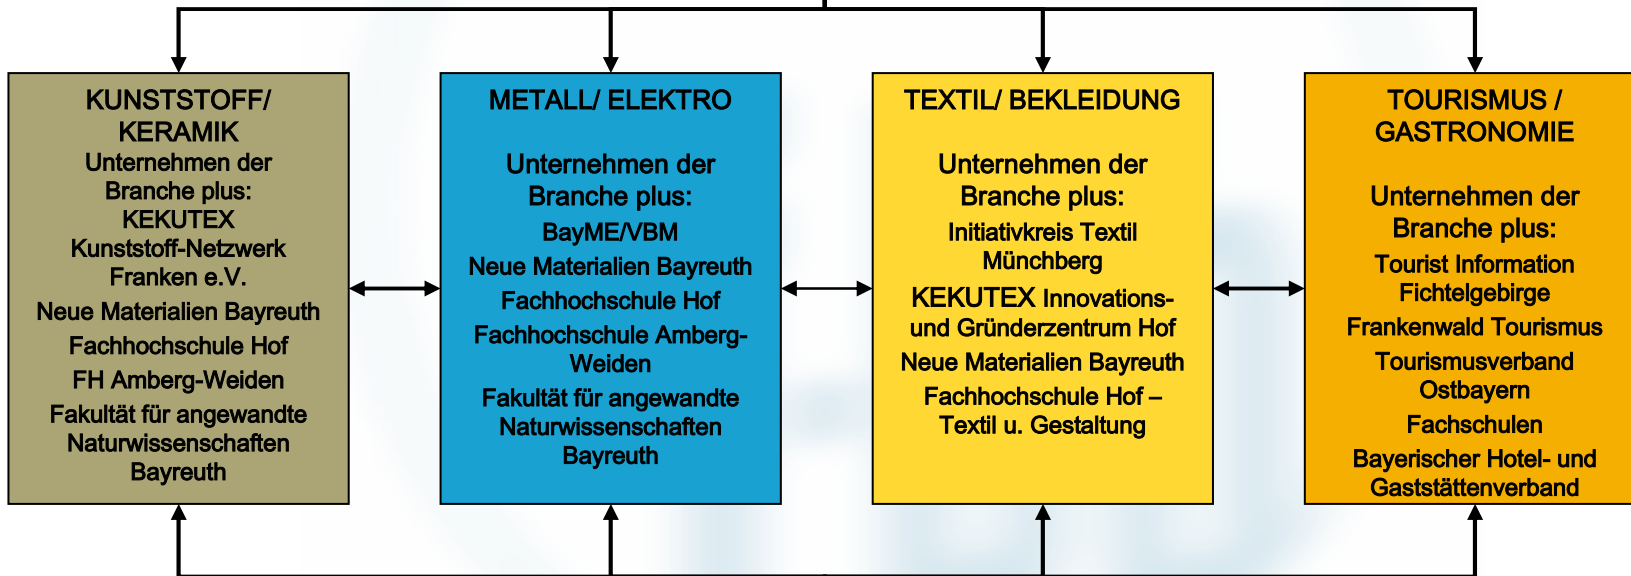 KUNSTSTOFF/
KERAMIK
Unternehmen der
Branche plus:
KEKUTEX
Kunststoff-Netzwerk
Franken e.V.
Neue Materialien Bayreuth
Fachhochschule Hof
FH Amberg-Weiden
Fakultät für angewandte
Naturwissenschaften
Bayreuth
METALL/ ELEKTRO
Unternehmen der
Branche plus:
BayME/VBM
Neue Materialien Bayreuth
Fachhochschule Hof
Fachhochschule Amberg-
Weiden
Fakultät für angewandte
Naturwissenschaften
Bayreuth
TEXTIL/ BEKLEIDUNG
Unternehmen der
Branche plus:
Initiativkreis Textil
Münchberg
KEKUTEX Innovations-
und Gründerzentrum Hof
Neue Materialien Bayreuth
Fachhochschule Hof –
Textil u. Gestaltung
TOURISMUS /
GASTRONOMIE
Unternehmen der
Branche plus:
Tourist Information
Fichtelgebirge
Frankenwald Tourismus
Tourismusverband
Ostbayern
Fachschulen
Bayerischer Hotel- und
Gaststättenverband